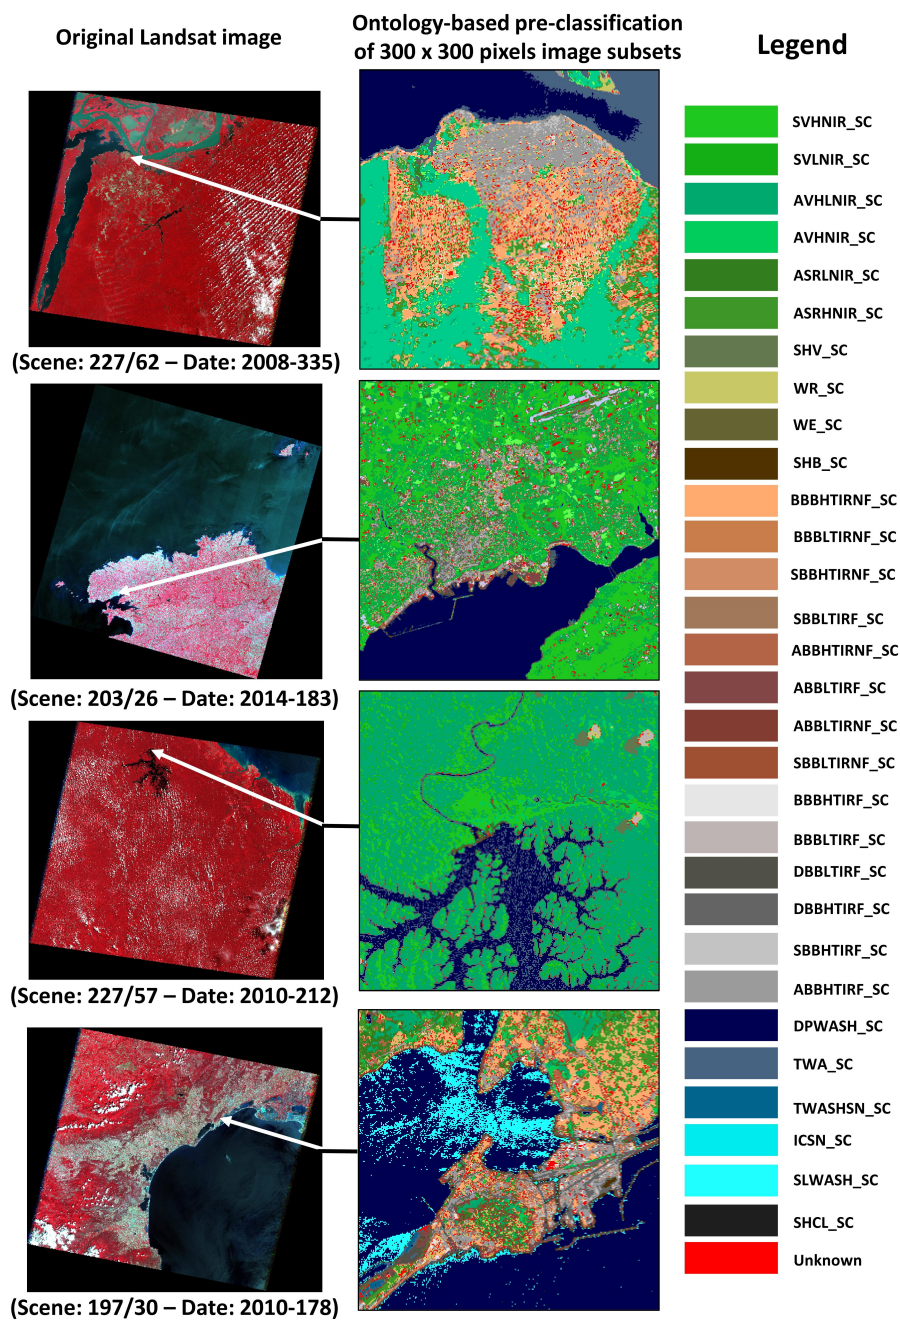 Original Landsat image
Ontology-based pre-classification
of 300 x 300 pixels image subsets
Legend
(Scene: 227/62 – Date: 2008-335)
(Scene: 203/26 – Date: 2014-183)
(Scene: 227/57 – Date: 2010-212)
(Scene: 197/30 – Date: 2010-178)
SVHNIR_SC
SVLNIR_SC
AVHLNIR_SC
AVHNIR_SC
ASRLNIR_SC
ASRHNIR_SC
SHV_SC
WR_SC
WE_SC
SHB_SC
BBBHTIRNF_SC
BBBLTIRNF_SC
SBBHTIRNF_SC
SBBLTIRF_SC
ABBHTIRNF_SC
ABBLTIRF_SC
ABBLTIRNF_SC
SBBLTIRNF_SC
BBBHTIRF_SC
BBBLTIRF_SC
DBBLTIRF_SC
DBBHTIRF_SC
SBBHTIRF_SC
ABBHTIRF_SC
DPWASH_SC
TWA_SC
TWASHSN_SC
ICSN_SC
SLWASH_SC
SHCL_SC
Unknown